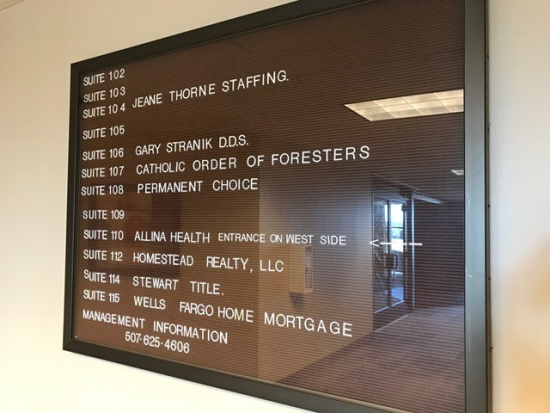 SUITE 102
SUITE 103
SUITE 104 JEANE THORNE STAFFING.
SUITE 105
SUITE 106 GARY STRANIK D.D.S.
SUITE 107 CATHOLIC ORDER OF FORESTERS
SUITE 108 PERMANENT CHOICE
SUITE 109
SUITE 110 ALLINA HEALTH ENTRANCE ON WEST SIDE <---
SUITE 112 HOMESTEAD REALTY, LLC
SUITE 114 STEWART TITLE.
SUITE 115 WELLS FARGO HOME MORTGAGE
MANAGEMENT INFORMATION
507-625-4606